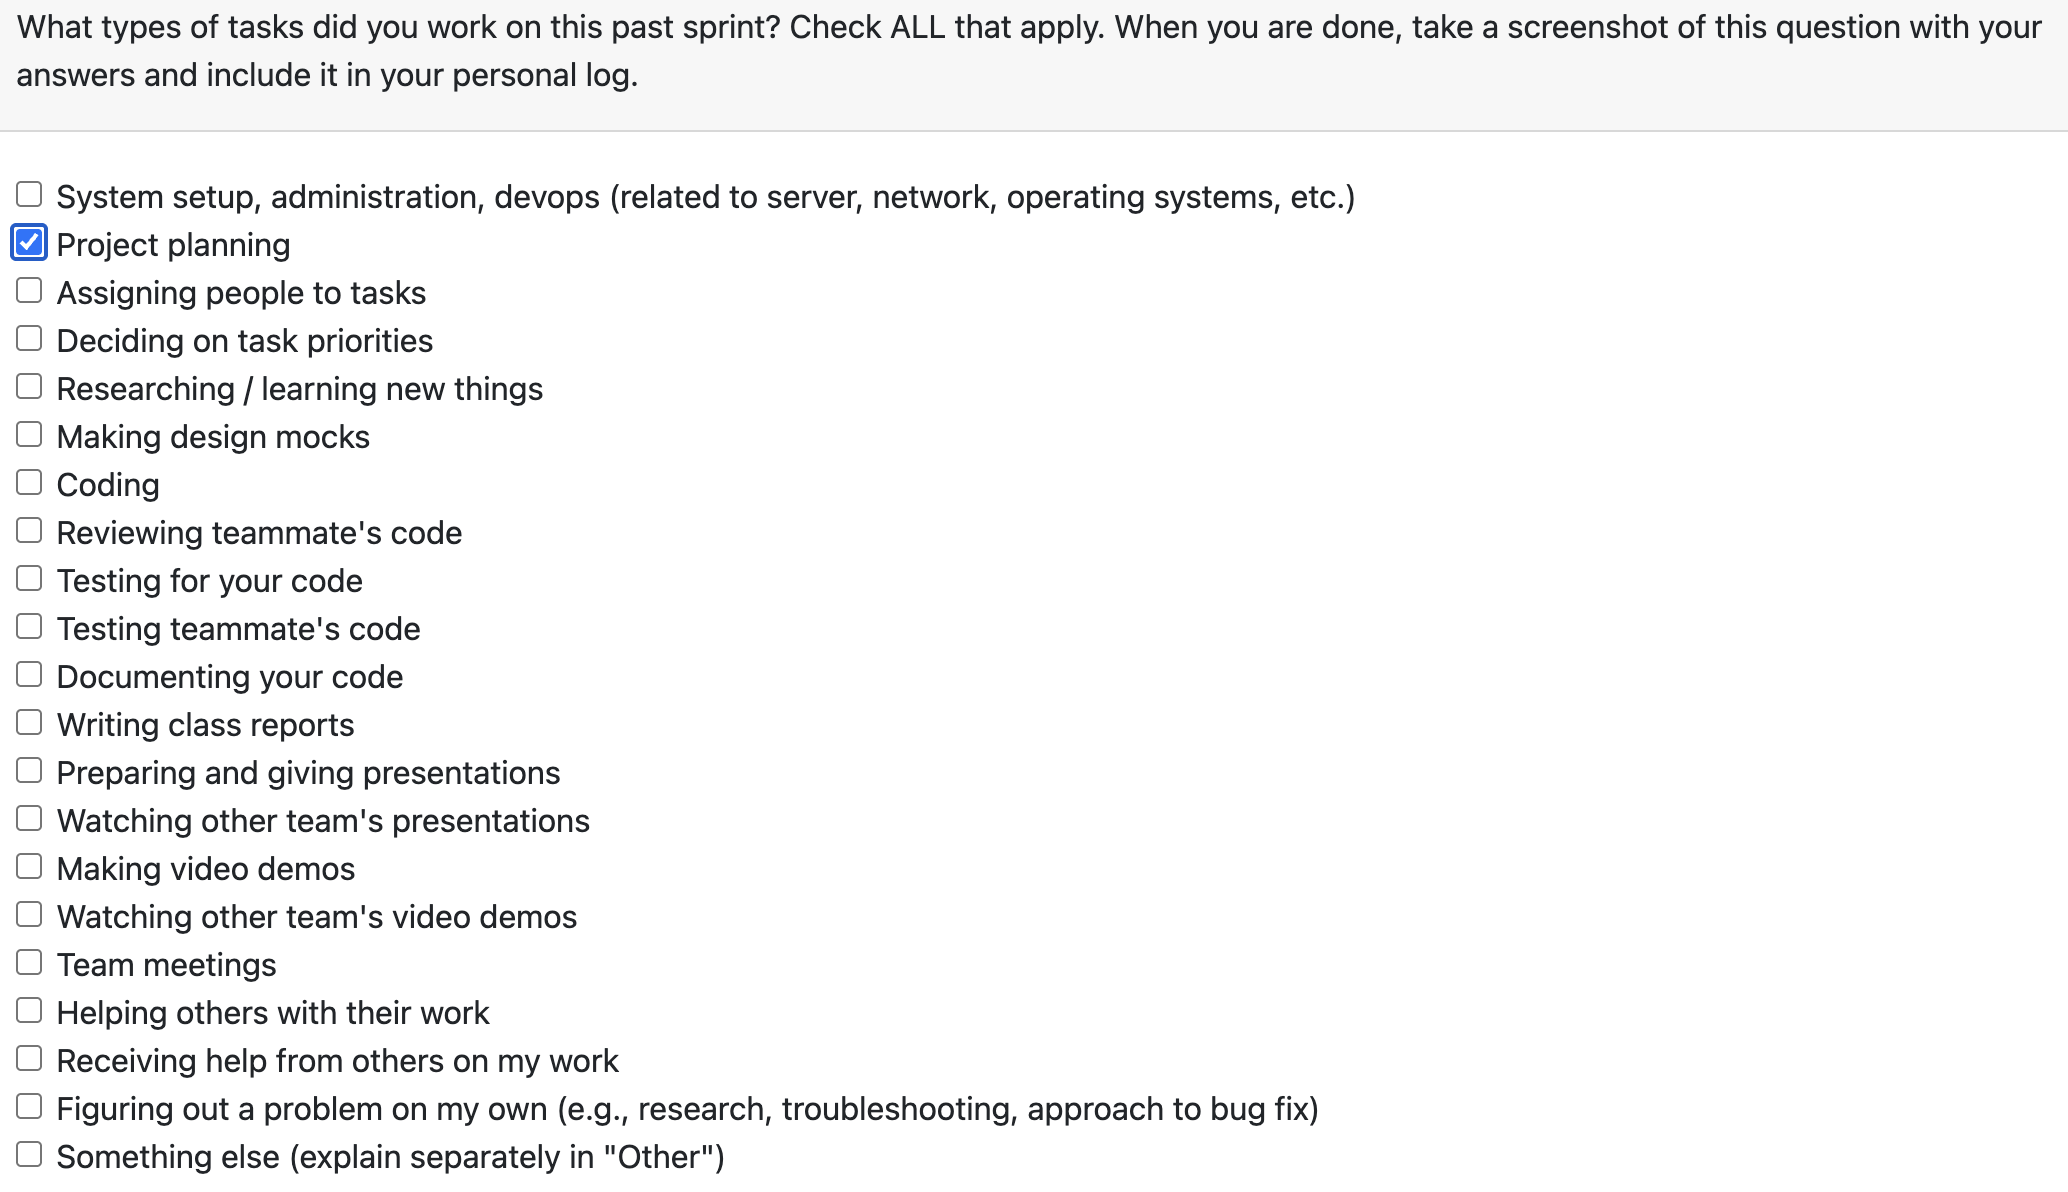 What types of tasks did you work on this past sprint? Check ALL that apply. When you are done, take a screenshot of this question with your
answers and include it in your personal log.
System setup, administration, devops (related to server, network, operating systems, etc.)
Project planning
Assigning people to tasks
Deciding on task priorities
Researching / learning new things
Making design mocks
Coding
Reviewing teammate's code
Testing for your code
Testing teammate's code
Documenting your code
Writing class reports
Preparing and giving presentations
Watching other team's presentations
Making video demos
Watching other team's video demos
Team meetings
Helping others with their work
Receiving help from others on my work
Figuring out a problem on my own (e.g., research, troubleshooting, approach to bug fix)
Something else (explain separately in "Other")